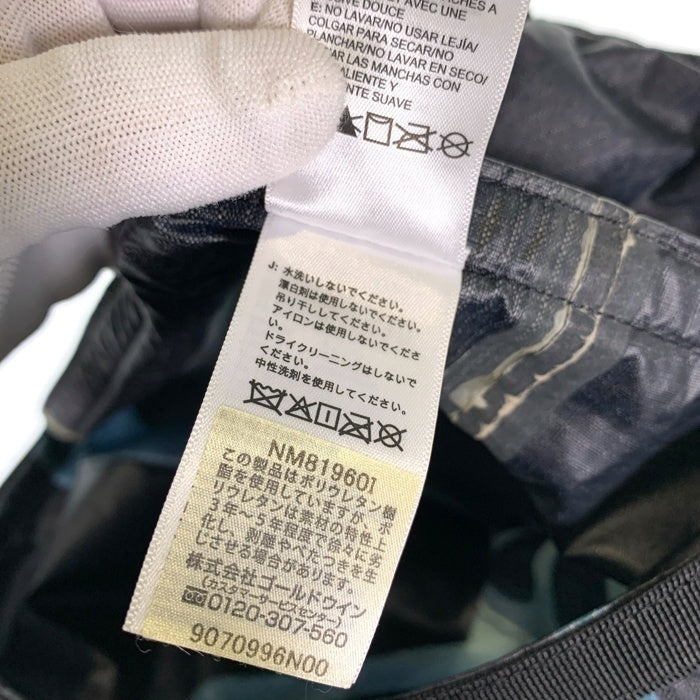 TACHES À
AVEC UNE
DOUCE
E: NO LAVAR/NO USAR LEJÍA/
COLGAR PARA SECAR/NO
PLANCHAR/NO LAVAR EN SECO/
LAS MANCHAS CON
CALIENTE Y
SUAVE
J: 水洗いしないでください。
漂白剤は使用しないでください。
吊り干ししてください。
アイロンは使用しないでくださ
い。
ドライクリーニングはしないで
ください。
中性洗剤を使用してください。
NM81960I
この製品はポリウレタン樹
脂を使用していますが、ポ
リウレタンは素材の特性上
3年〜5年程度で徐々に劣
化し、剥離やべたつきを生
じさせる場合があります。
株式会社ゴールドウイン
(カスタマーサービスセンター)
0120-307-560
9070996N00